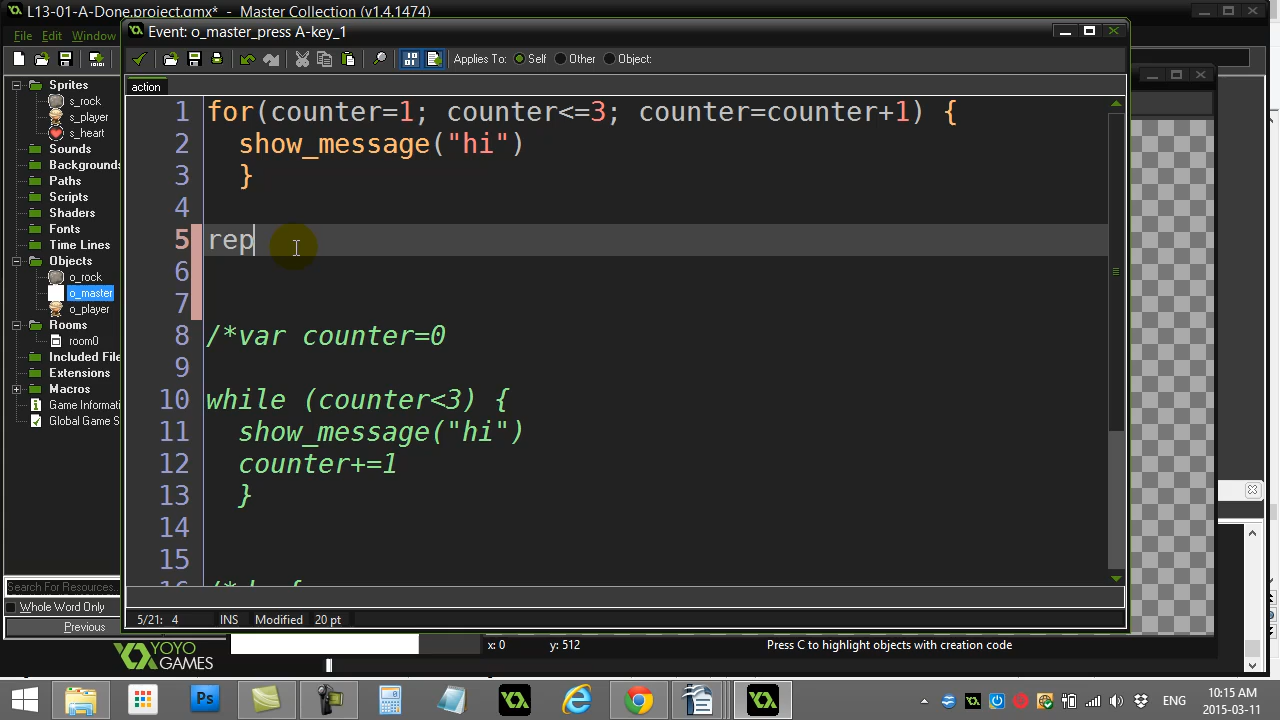 L13-01-A-Done.project.gmx* - Master Collection (v1.4.1474)
File Edit Window
Event: o_master_press A-key_1
Applies To: Self Other Object:
action
Sprites
s_rock
s_player
s_heart
Sounds
Backgrounds
Paths
Scripts
Shaders
Fonts
Time Lines
Objects
o_rock
o_master
o_player
Rooms
room0
Included File
Extensions
Macros
Game Informati
Global Game S
Search For Resources..
Whole Word Only
Previous
1 for(counter=1; counter<=3; counter=counter+1) {
2 show_message("hi")
3 }
4
5 rep
6
7
8 /*var counter=0
9
10 while (counter<3) {
11 show_message("hi")
12 counter+=1
13 }
14
15
5/21: 4 INS Modified 20 pt
x: 0 y: 512 Press C to highlight objects with creation code
YOYO
GAMES
Ps
ENG
10:15 AM
2015-03-11